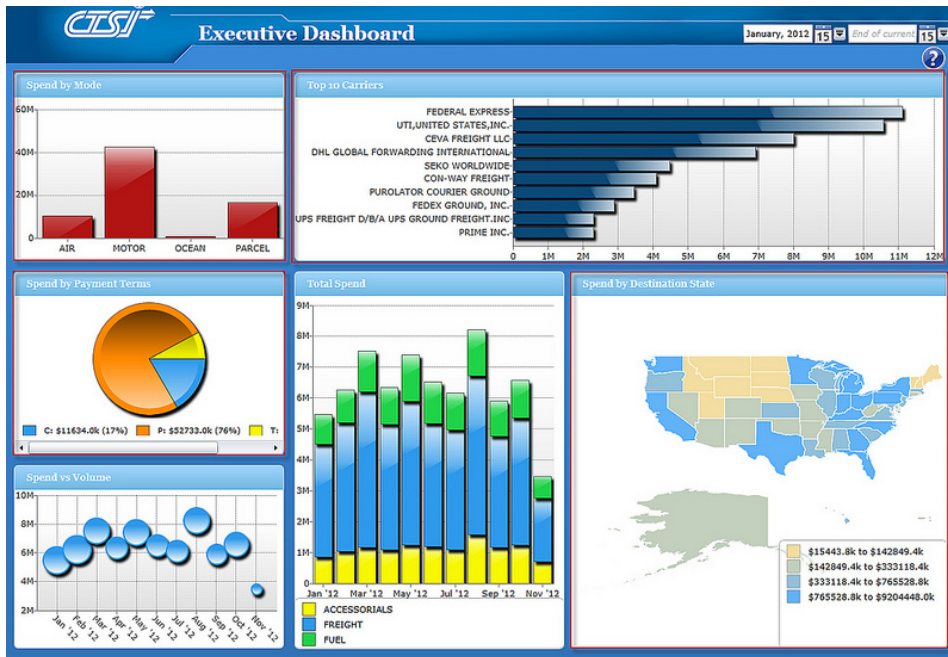 CTSI
Executive Dashboard
January, 2012 15 End of current 15
?
Spend by Mode
60M
40M
20M
0
AIR MOTOR OCEAN PARCEL
Top 10 Carriers
FEDERAL EXPRESS
UTI,UNITED STATES,INC.
CEVA FREIGHT LLC
DHL GLOBAL FORWARDING INTERNATIONAL
SEKO WORLDWIDE
CON-WAY FREIGHT
PUROLATOR COURIER GROUND
FEDEX GROUND, INC.
UPS FREIGHT D/B/A UPS GROUND FREIGHT.INC
PRIME INC.
0 1M 2M 3M 4M 5M 6M 7M 8M 9M 10M 11M 12M
Spend by Payment Terms
C: $11634.0k (17%) P: $52733.0k (76%) T:
Spend vs Volume
10M
8M
6M
4M
2M
Jan '12 Feb '12 Mar '12 Apr '12 May '12 Jun '12 Jul '12 Aug '12 Sep '12 Oct '12 Nov '12
Total Spend
9M
8M
7M
6M
5M
4M
3M
2M
1M
0
Jan '12 Mar '12 May '12 Jul '12 Sep '12 Nov '12
ACCESSORIALS
FREIGHT
FUEL
Spend by Destination State
$15443.8k to $142849.4k
$142849.4k to $333118.4k
$333118.4k to $765528.8k
$765528.8k to $9204448.0k